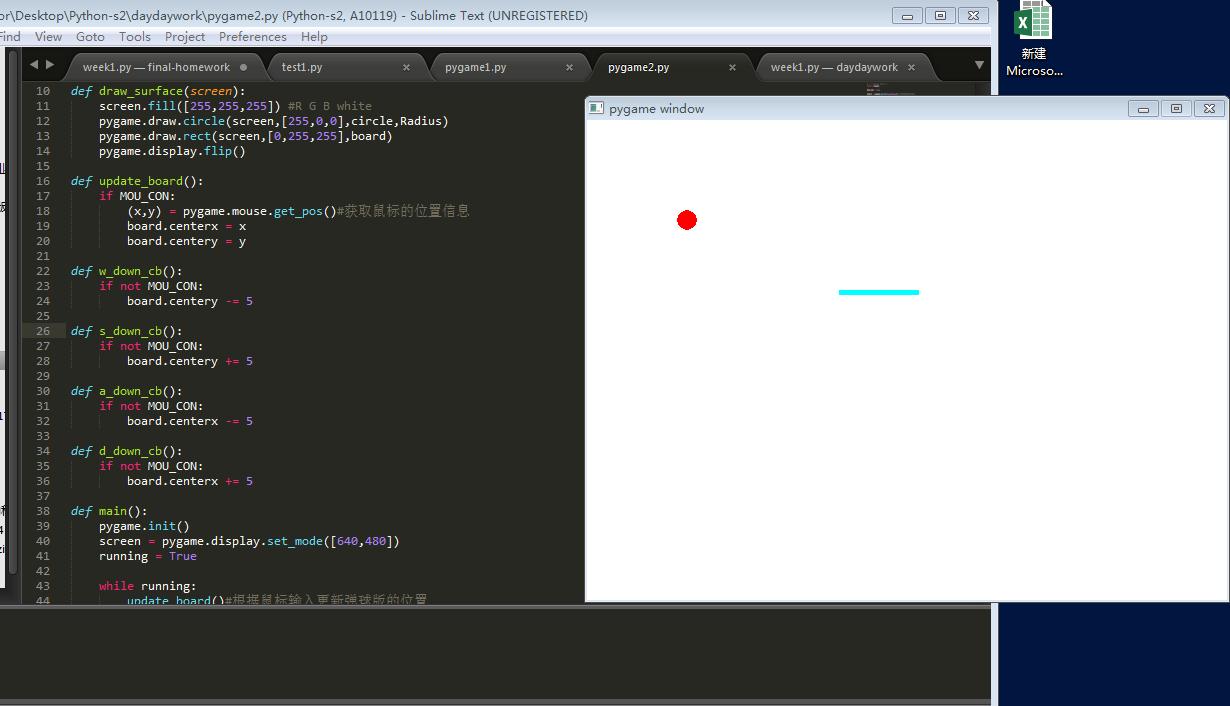 or\Desktop\Python-s2\daydaywork\pygame2.py (Python-s2, A10119) - Sublime Text (UNREGISTERED)
Find View Goto Tools Project Preferences Help
week1.py — final-homework
test1.py
pygame1.py
pygame2.py
week1.py — daydaywork
10 def draw_surface(screen):
11 screen.fill([255,255,255]) #R G B white
12 pygame.draw.circle(screen,[255,0,0],circle,Radius)
13 pygame.draw.rect(screen,[0,255,255],board)
14 pygame.display.flip()
15
16 def update_board():
17 if MOU_CON:
18 (x,y) = pygame.mouse.get_pos()#获取鼠标的位置信息
19 board.centerx = x
20 board.centery = y
21
22 def w_down_cb():
23 if not MOU_CON:
24 board.centery -= 5
25
26 def s_down_cb():
27 if not MOU_CON:
28 board.centery += 5
29
30 def a_down_cb():
31 if not MOU_CON:
32 board.centerx -= 5
33
34 def d_down_cb():
35 if not MOU_CON:
36 board.centerx += 5
37
38 def main():
39 pygame.init()
40 screen = pygame.display.set_mode([640,480])
41 running = True
42
43 while running:
44 update_board()#根据鼠标输入更新弹球版的位置
pygame window
新建
Microso...